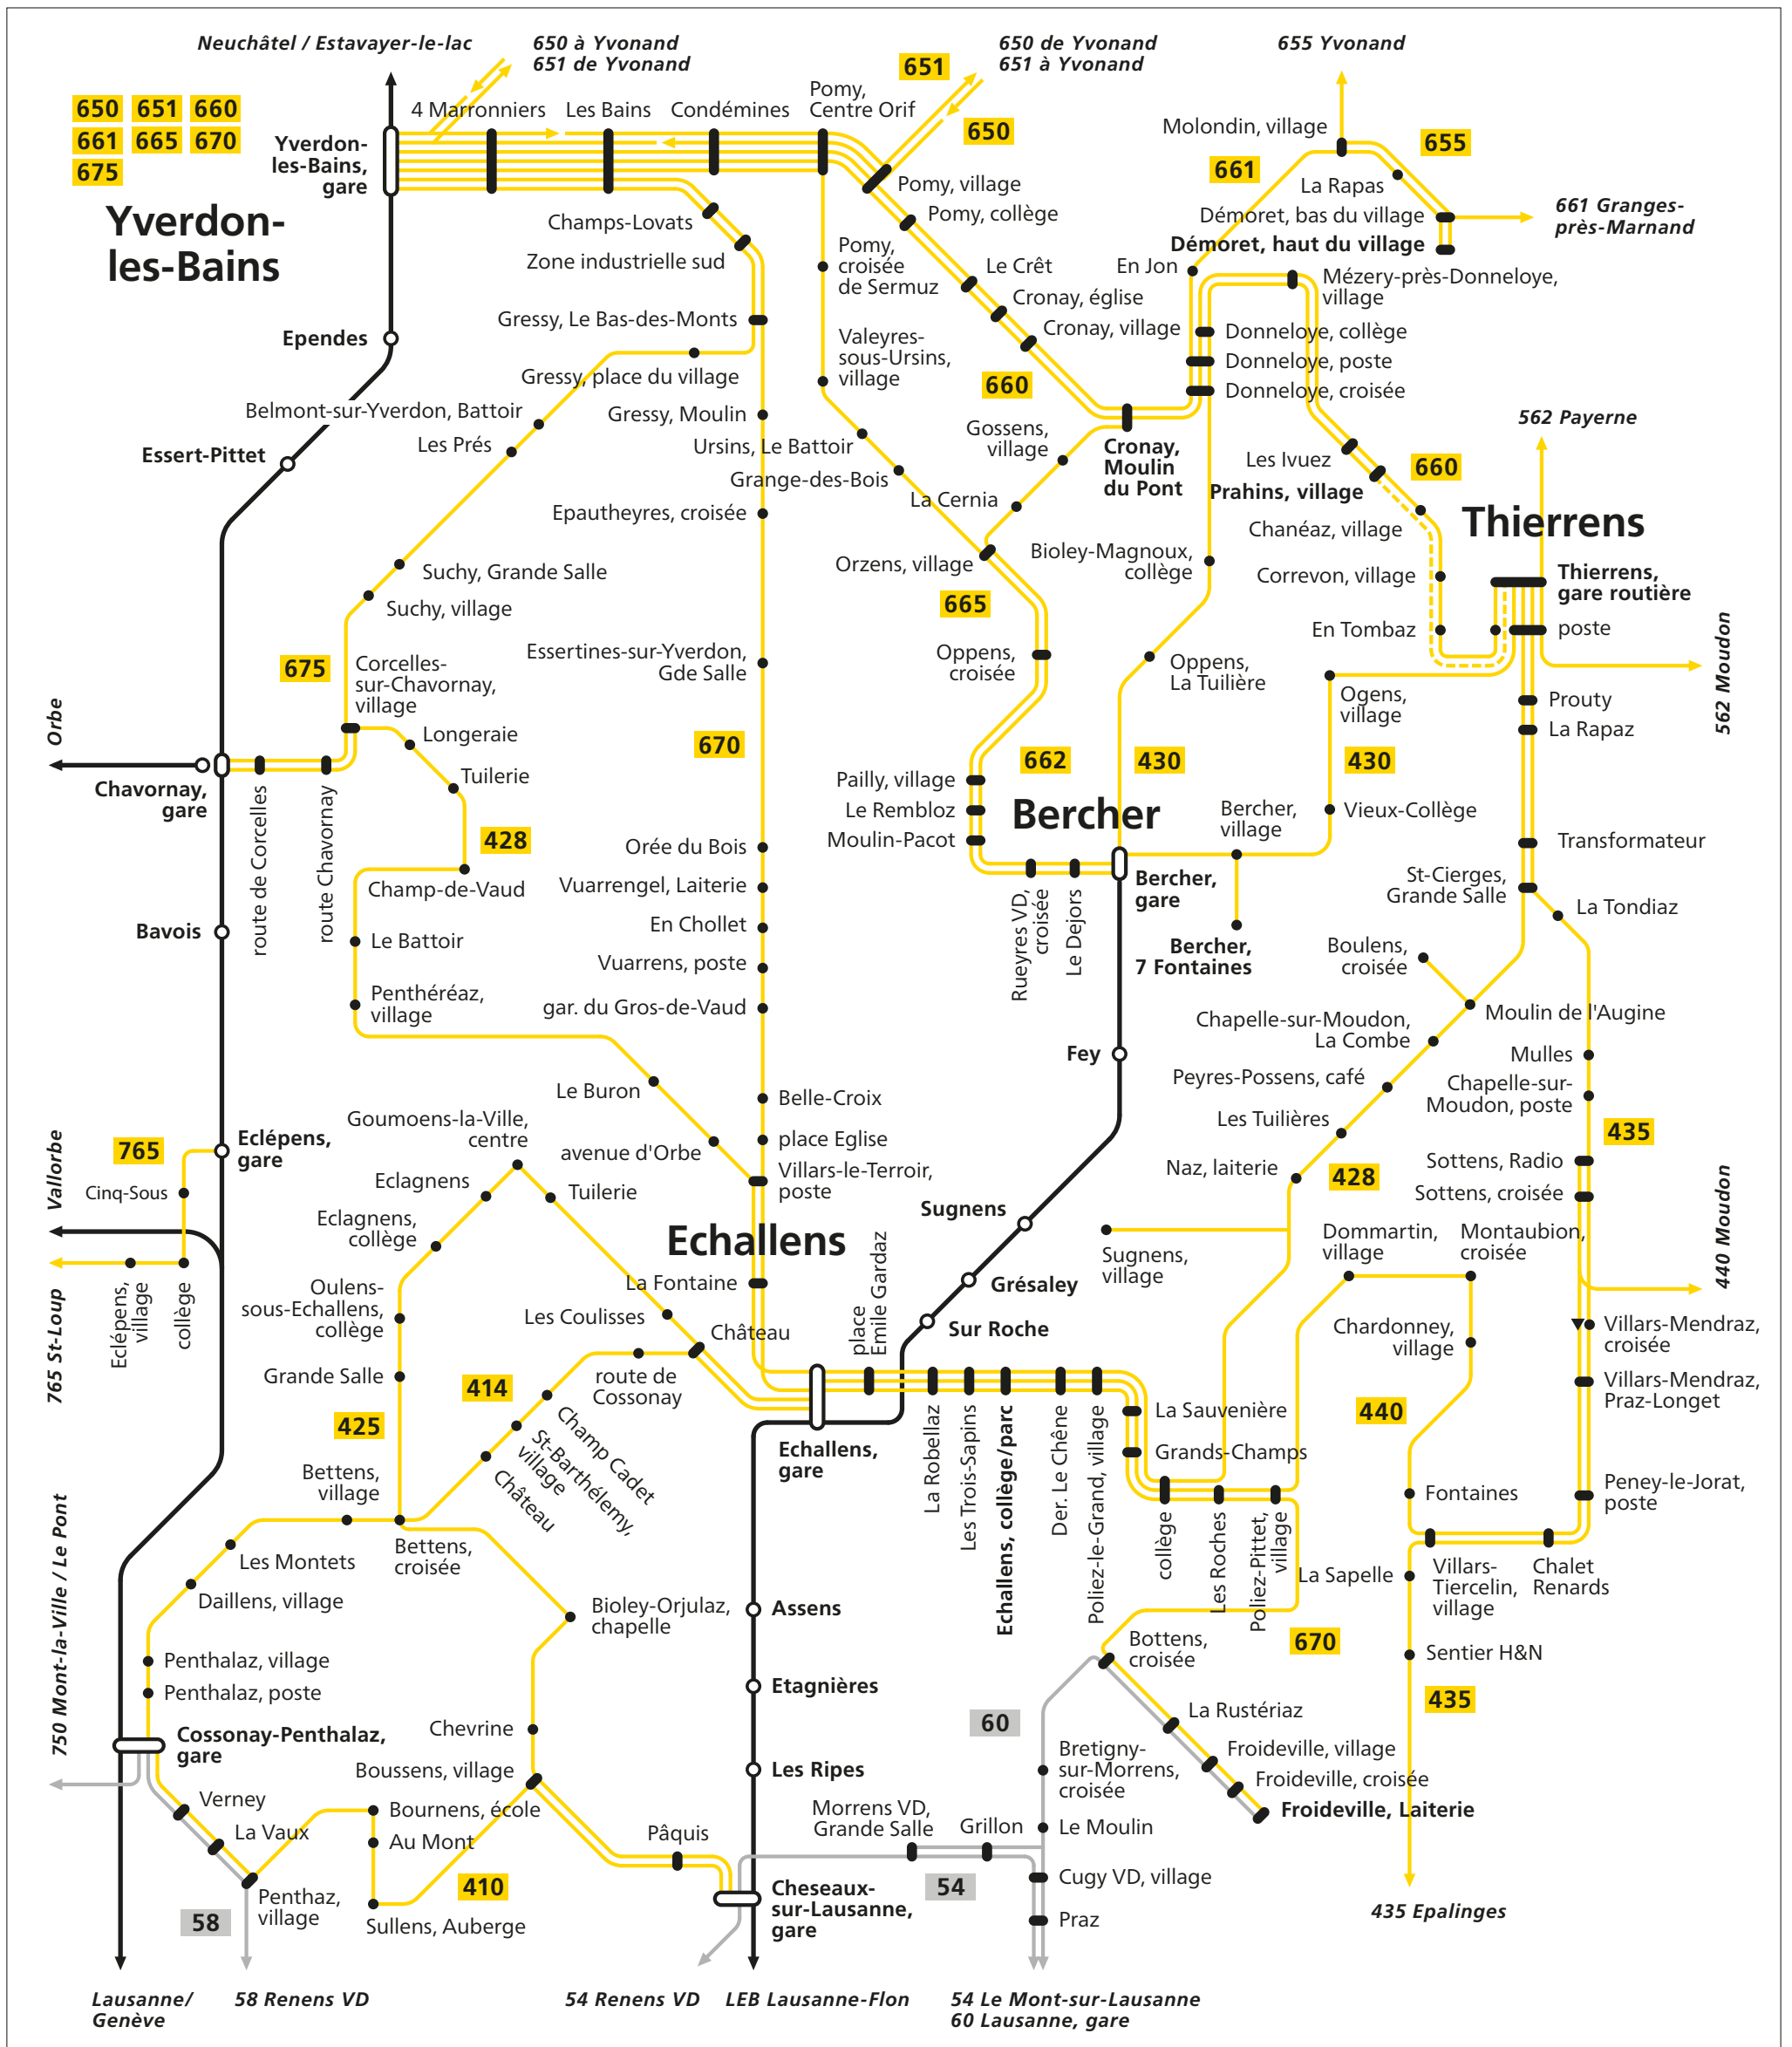 Neuchâtel / Estavayer-le-lac
650 à Yvonand
651 de Yvonand
650 de Yvonand
651 à Yvonand
655 Yvonand
650 651 660
661 665 670
675
Yverdon-
les-Bains
Yverdon-
les-Bains,
gare
4 Marronniers
Les Bains
Condémines
Pomy,
Centre Orif
651
650
Pomy, village
Pomy, collège
Molondin, village
655
661
La Rapas
Démoret, bas du village
Démoret, haut du village
661 Granges-
près-Marnand
Champs-Lovats
Zone industrielle sud
Pomy,
croisée
de Sermuz
Le Crêt
Cronay, église
Cronay, village
En Jon
Mézery-près-Donneloye,
village
Donneloye, collège
Donneloye, poste
Donneloye, croisée
Ependes
Gressy, Le Bas-des-Monts
Gressy, place du village
Valeyres-
sous-Ursins,
village
660
Belmont-sur-Yverdon, Battoir
Les Prés
Gressy, Moulin
Ursins, Le Battoir
Grange-des-Bois
Gossens,
village
La Cernia
Cronay,
Moulin
du Pont
562 Payerne
Les Ivuez
660
Prahins, village
Chanéaz, village
Thierrens
Essert-Pittet
Epautheyres, croisée
Orzens, village
Bioley-Magnoux,
collège
Correvon, village
Thierrens,
gare routière
En Tombaz
poste
Suchy, Grande Salle
Suchy, village
665
675
Corcelles-
sur-Chavornay,
village
Essertines-sur-Yverdon,
Gde Salle
Oppens,
croisée
Oppens,
La Tuilière
Ogens,
village
562 Moudon
Prouty
La Rapaz
Orbe
Longeraie
Tuilerie
670
662
430
430
Chavornay,
gare
route de Corcelles
route Chavornay
428
Champ-de-Vaud
Pailly, village
Le Rembloz
Moulin-Pacot
Bercher
Bercher,
village
Vieux-Collège
Transformateur
Orée du Bois
Vuarrengel, Laiterie
En Chollet
Vuarrens, poste
gar. du Gros-de-Vaud
Rueyres VD,
croisée
Le Dejors
Bercher,
gare
Bercher,
7 Fontaines
St-Cierges,
Grande Salle
La Tondiaz
Boulens,
croisée
Bavois
Le Battoir
Penthéréaz,
village
Moulin de l'Augine
Chapelle-sur-Moudon,
La Combe
Mulles
Fey
Peyres-Possens, café
Chapelle-sur-
Moudon, poste
Le Buron
avenue d'Orbe
Belle-Croix
place Eglise
Villars-le-Terroir,
poste
Les Tuilières
435
Naz, laiterie
428
Sottens, Radio
Sottens, croisée
Vallorbe
765
Eclépens,
gare
Cinq-Sous
Eclépens,
village
collège
765 St-Loup
Goumoens-la-Ville,
centre
Eclagnens
Tuilerie
Eclagnens,
collège
Oulens-
sous-Echallens,
collège
Grande Salle
Echallens
La Fontaine
Les Coulisses
Château
place
Emile Gardaz
Sugnens
Grésaley
Sur Roche
Sugnens,
village
Dommartin,
village
Montaubion,
croisée
440 Moudon
Chardonney,
village
Villars-Mendraz,
croisée
Villars-Mendraz,
Praz-Longet
414
route de
Cossonay
425
Champ Cadet
St-Barthélemy,
village
Château
Echallens,
gare
La Robellaz
Les Trois-Sapins
Echallens, collège/parc
Der. Le Chêne
Poliez-le-Grand, village
La Sauvenière
Grands-Champs
collège
Les Roches
Poliez-Pittet,
village
440
Fontaines
Peney-le-Jorat,
poste
Bettens,
village
Bettens,
croisée
Les Montets
Daillens, village
La Sapelle
Villars-
Tiercelin,
village
Chalet
Renards
750 Mont-la-Ville / Le Pont
Bioley-Orjulaz,
chapelle
Assens
670
Bottens,
croisée
Sentier H&N
Penthalaz, village
Penthalaz, poste
Etagnières
435
La Rustériaz
Cossonay-Penthalaz,
gare
Chevrine
Boussens, village
60
Bretigny-
sur-Morrens,
croisée
Froideville, village
Froideville, croisée
Froideville, Laiterie
Les Ripes
Verney
La Vaux
Bournens, école
Au Mont
Pâquis
Morrens VD,
Grande Salle
Grillon
Le Moulin
Penthaz,
village
58
410
Sullens, Auberge
Cheseaux-
sur-Lausanne,
gare
54
Cugy VD, village
Praz
435 Epalinges
Lausanne/
Genève
58 Renens VD
54 Renens VD
LEB Lausanne-Flon
54 Le Mont-sur-Lausanne
60 Lausanne, gare